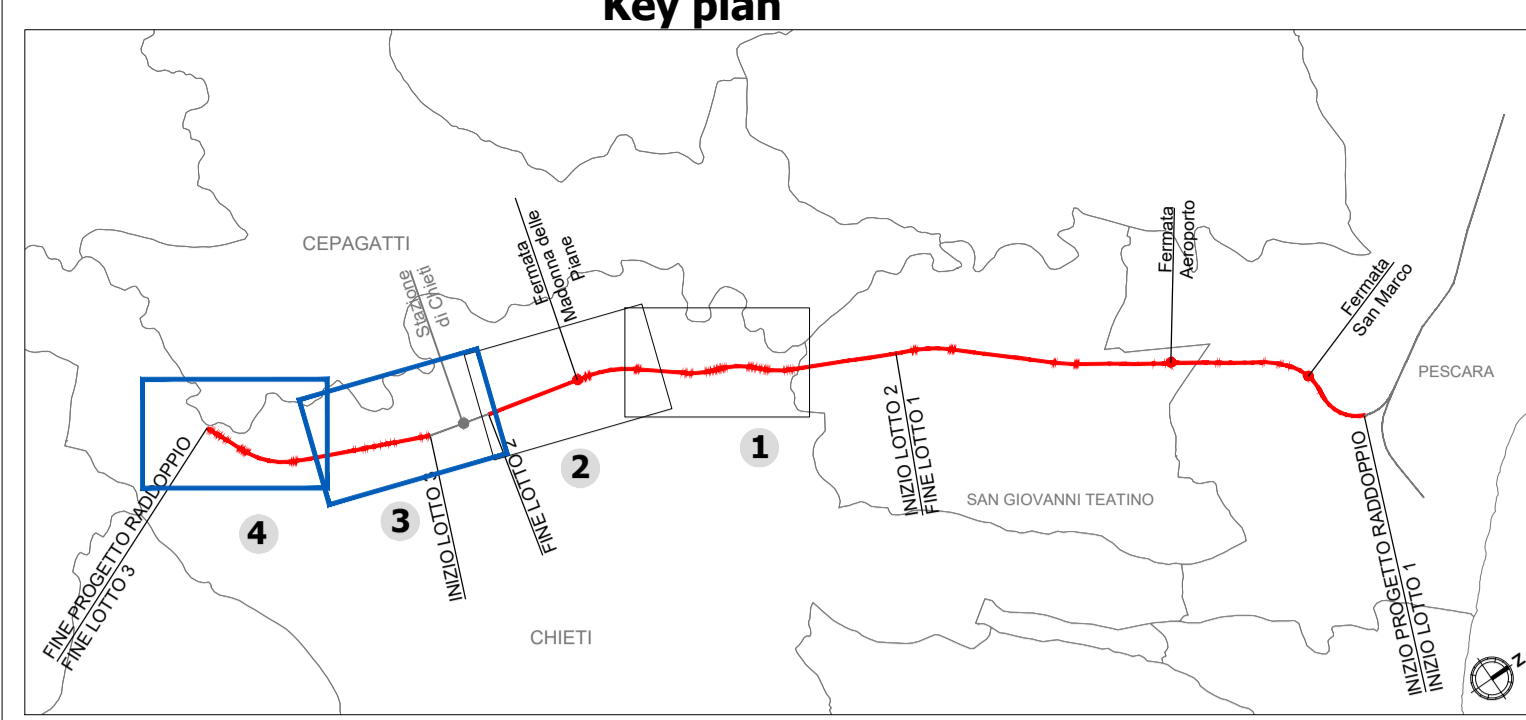 Key plan
CEPAGATTI
Stazione
di Chieti
Fermata
Madonna delle
Piane
Fermata
Aeroporto
Fermata
San Marco
PESCARA
1
2
3
4
INIZIO LOTTO 2
FINE LOTTO 1
SAN GIOVANNI TEATINO
FINE LOTTO 2
INIZIO LOTTO 3
FINE PROGETTO RADDOPPIO
FINE LOTTO 3
INIZIO PROGETTO RADDOPPIO
INIZIO LOTTO 1
CHIETI
N